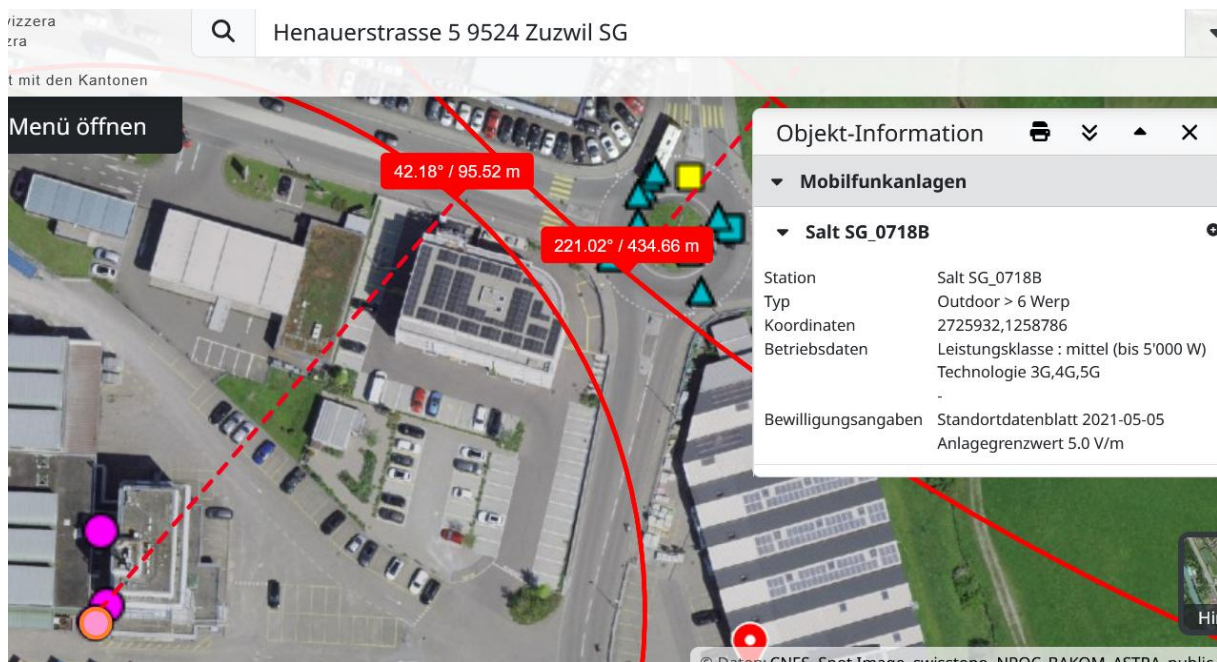 vizzera
zra
Henauerstrasse 5 9524 Zuzwil SG
t mit den Kantonen
Menü öffnen
42.18° / 95.52 m
221.02° / 434.66 m
Objekt-Information
Mobilfunkanlagen
Salt SG_0718B
Station Salt SG_0718B
Typ Outdoor > 6 Werp
Koordinaten 2725932,1258786
Betriebsdaten Leistungsklasse : mittel (bis 5'000 W)
Technologie 3G,4G,5G
-
Bewilligungsangaben Standortdatenblatt 2021-05-05
Anlagegrenzwert 5.0 V/m
Hi
© Daten: CNES, Spot Image, swisstopo, NPOC, BAKOM, ASTRA, public